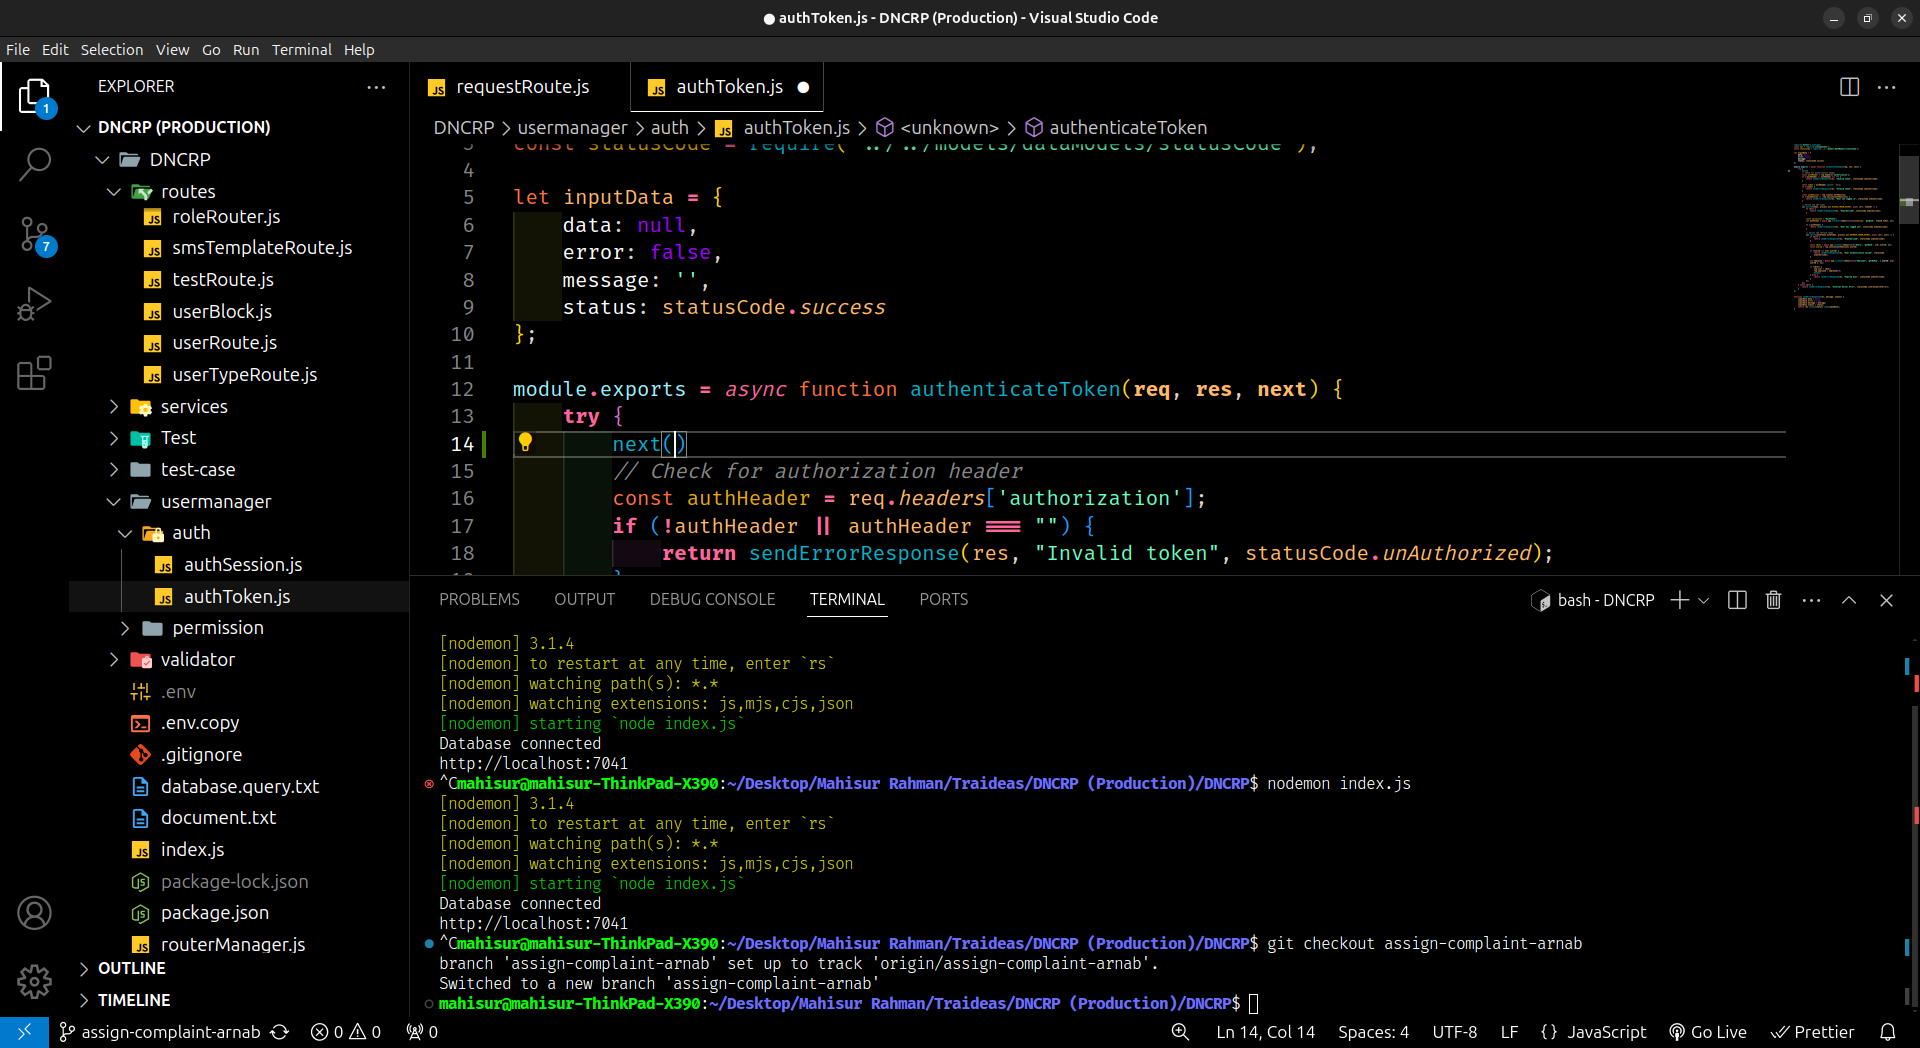 ● authToken.js - DNCRP (Production) - Visual Studio Code
File Edit Selection View Go Run Terminal Help
EXPLORER
1
7
DNCRP (PRODUCTION)
DNCRP
routes
roleRouter.js
smsTemplateRoute.js
testRoute.js
userBlock.js
userRoute.js
userTypeRoute.js
services
Test
test-case
usermanager
auth
authSession.js
authToken.js
permission
validator
.env
.env.copy
.gitignore
database.query.txt
document.txt
index.js
package-lock.json
package.json
routerManager.js
OUTLINE
TIMELINE
requestRoute.js
authToken.js ●
DNCRP > usermanager > auth > authToken.js > <unknown> > authenticateToken
3 const statusCode = require('../../models/dataModels/statusCode');
4
5 let inputData = {
6 data: null,
7 error: false,
8 message: '',
9 status: statusCode.success
10 };
11
12 module.exports = async function authenticateToken(req, res, next) {
13 try {
14 next()
15 // Check for authorization header
16 const authHeader = req.headers['authorization'];
17 if (!authHeader || authHeader === "") {
18 return sendErrorResponse(res, "Invalid token", statusCode.unAuthorized);
PROBLEMS OUTPUT DEBUG CONSOLE TERMINAL PORTS
bash - DNCRP
[nodemon] 3.1.4
[nodemon] to restart at any time, enter `rs`
[nodemon] watching path(s): *.*
[nodemon] watching extensions: js,mjs,cjs,json
[nodemon] starting `node index.js`
Database connected
http://localhost:7041
^Cmahisur@mahisur-ThinkPad-X390:~/Desktop/Mahisur Rahman/Traideas/DNCRP (Production)/DNCRP$ nodemon index.js
[nodemon] 3.1.4
[nodemon] to restart at any time, enter `rs`
[nodemon] watching path(s): *.*
[nodemon] watching extensions: js,mjs,cjs,json
[nodemon] starting `node index.js`
Database connected
http://localhost:7041
^Cmahisur@mahisur-ThinkPad-X390:~/Desktop/Mahisur Rahman/Traideas/DNCRP (Production)/DNCRP$ git checkout assign-complaint-arnab
branch 'assign-complaint-arnab' set up to track 'origin/assign-complaint-arnab'.
Switched to a new branch 'assign-complaint-arnab'
mahisur@mahisur-ThinkPad-X390:~/Desktop/Mahisur Rahman/Traideas/DNCRP (Production)/DNCRP$
assign-complaint-arnab 0 0 0 Ln 14, Col 14 Spaces: 4 UTF-8 LF {} JavaScript Go Live Prettier